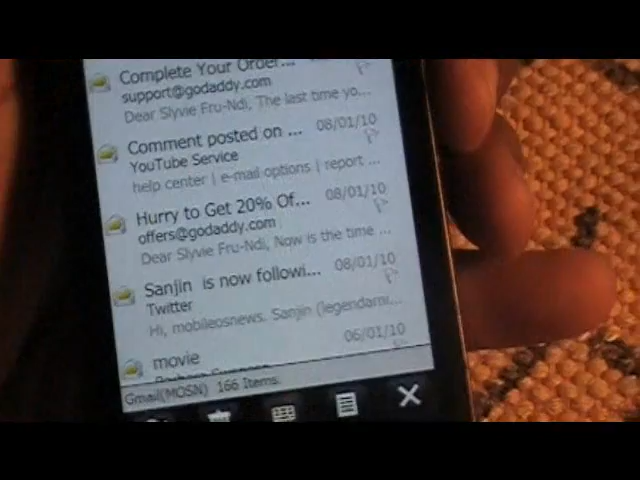 Complete Your Order...
support@godaddy.com
Dear Slyvie Fru-Ndi, The last time yo...
Comment posted on ... 08/01/10
YouTube Service
help center | e-mail options | report ...
Hurry to Get 20% Of... 08/01/10
offers@godaddy.com
Dear Slyvie Fru-Ndi, Now is the time ...
Sanjin is now followi... 08/01/10
Twitter
Hi, mobileosnews. Sanjin (legendarni...
movie 06/01/10
Gmail(MOSN) 166 Items.